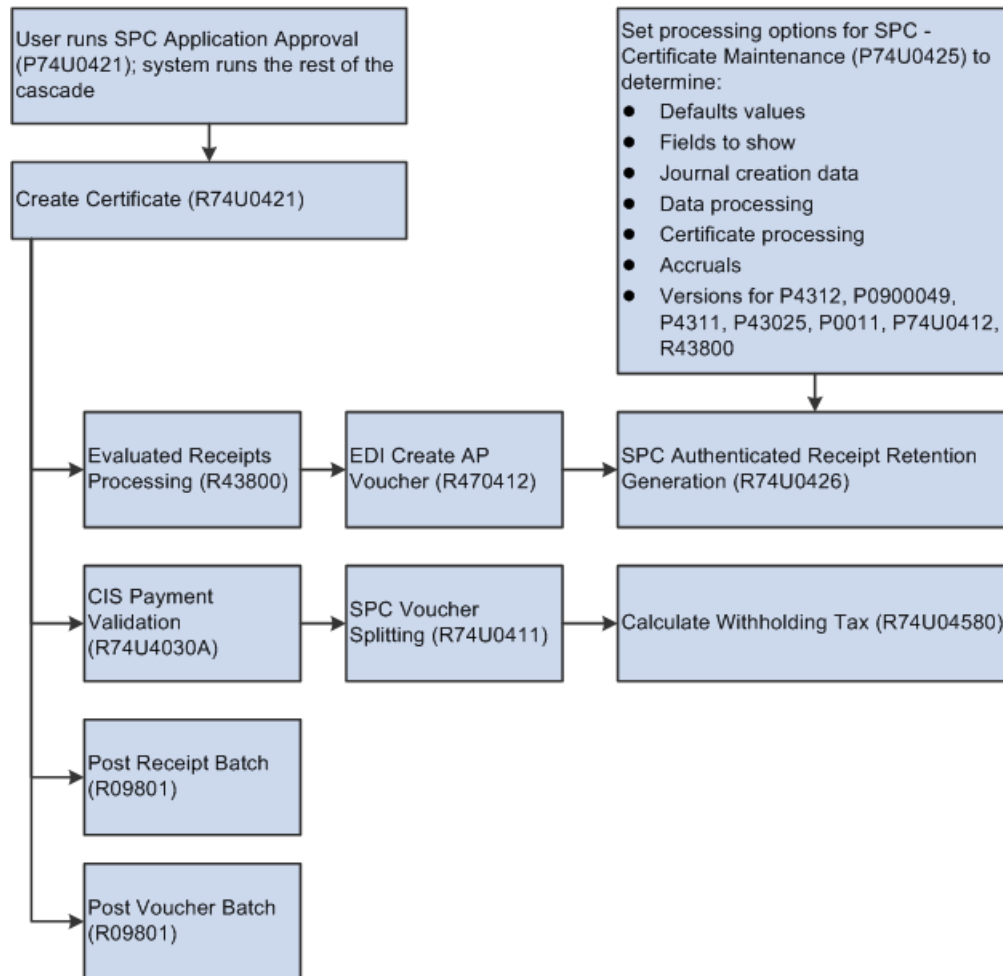 User runs SPC Application Approval
(P74U0421); system runs the rest of the
cascade
Create Certificate (R74U0421)
Set processing options for SPC -
Certificate Maintenance (P74U0425) to
determine:
● Defaults values
● Fields to show
● Journal creation data
● Data processing
● Certificate processing
● Accruals
● Versions for P4312, P0900049,
P4311, P43025, P0011, P74U0412,
R43800
Evaluated Receipts
Processing (R43800)
EDI Create AP
Voucher (R470412)
SPC Authenticated Receipt Retention
Generation (R74U0426)
CIS Payment
Validation
(R74U4030A)
SPC Voucher
Splitting (R74U0411)
Calculate Withholding Tax (R74U04580)
Post Receipt Batch
(R09801)
Post Voucher Batch
(R09801)